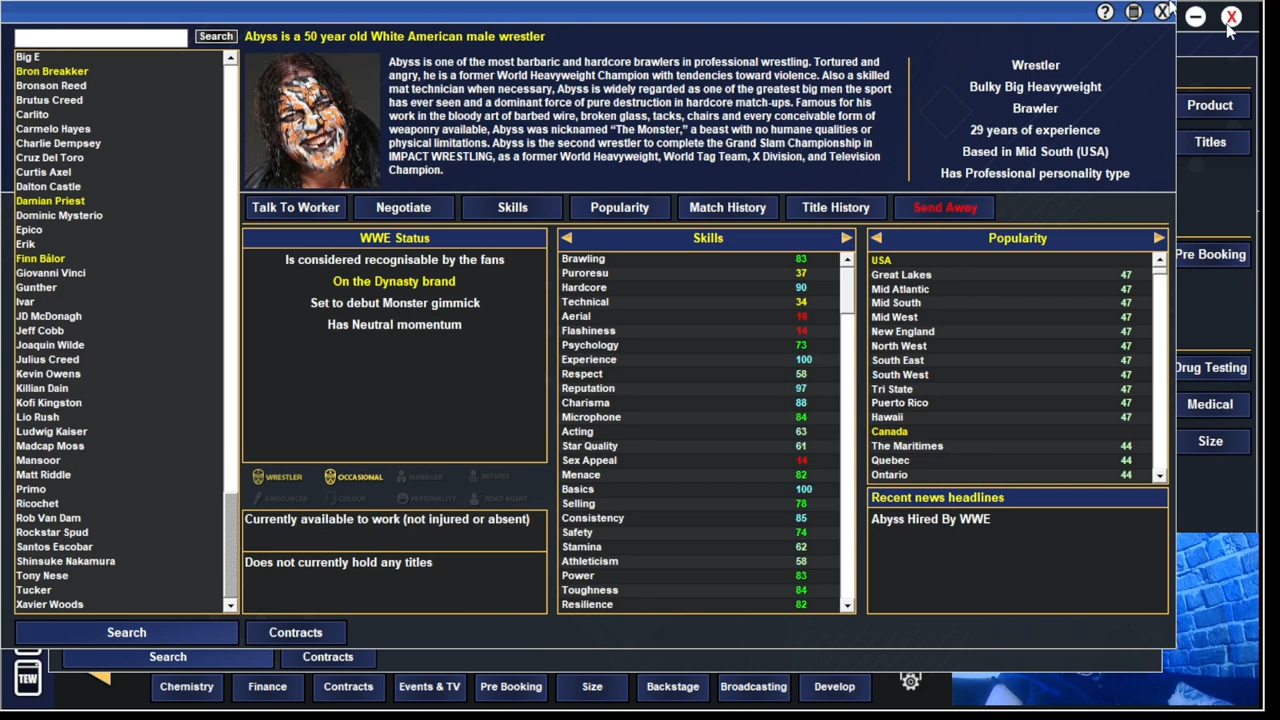 ?
X
X
Search
Abyss is a 50 year old White American male wrestler
Big E
Bron Breakker
Bronson Reed
Brutus Creed
Carlito
Carmelo Hayes
Charlie Dempsey
Cruz Del Toro
Curtis Axel
Dalton Castle
Damian Priest
Dominic Mysterio
Epico
Erik
Finn Bálor
Giovanni Vinci
Gunther
Ivar
JD McDonagh
Jeff Cobb
Joaquin Wilde
Julius Creed
Kevin Owens
Killian Dain
Kofi Kingston
Lio Rush
Ludwig Kaiser
Madcap Moss
Mansoor
Matt Riddle
Primo
Ricochet
Rob Van Dam
Rockstar Spud
Santos Escobar
Shinsuke Nakamura
Tony Nese
Tucker
Xavier Woods
Abyss is one of the most barbaric and hardcore brawlers in professional wrestling. Tortured and
angry, he is a former World Heavyweight Champion with tendencies toward violence. Also a skilled
mat technician when necessary, Abyss is widely regarded as one of the greatest big men the sport
has ever seen and a dominant force of pure destruction in hardcore match-ups. Famous for his
work in the bloody art of barbed wire, broken glass, tacks, chairs and every conceivable form of
weaponry available, Abyss was nicknamed "The Monster," a beast with no humane qualities or
physical limitations. Abyss is the second wrestler to complete the Grand Slam Championship in
IMPACT WRESTLING, as a former World Heavyweight, World Tag Team, X Division, and Television
Champion.
Wrestler
Bulky Big Heavyweight
Brawler
29 years of experience
Based in Mid South (USA)
Has Professional personality type
Talk To Worker
Negotiate
Skills
Popularity
Match History
Title History
Send Away
WWE Status
Is considered recognisable by the fans
On the Dynasty brand
Set to debut Monster gimmick
Has Neutral momentum
WRESTLER
OCCASIONAL
MANAGER
REFEREE
ANNOUNCER
COLOUR
PERSONALITY
ROAD AGENT
Currently available to work (not injured or absent)
Does not currently hold any titles
Skills
Brawling 83
Puroresu 37
Hardcore 90
Technical 34
Aerial 16
Flashiness 14
Psychology 73
Experience 100
Respect 58
Reputation 97
Charisma 88
Microphone 84
Acting 63
Star Quality 61
Sex Appeal 14
Menace 82
Basics 100
Selling 78
Consistency 85
Safety 74
Stamina 62
Athleticism 58
Power 83
Toughness 84
Resilience 82
Popularity
USA
Great Lakes 47
Mid Atlantic 47
Mid South 47
Mid West 47
New England 47
North West 47
South East 47
South West 47
Tri State 47
Puerto Rico 47
Hawaii 47
Canada
The Maritimes 44
Quebec 44
Ontario 44
Recent news headlines
Abyss Hired By WWE
Product
Titles
Pre Booking
Drug Testing
Medical
Size
Search
Contracts
Search
Contracts
TEW
Chemistry
Finance
Contracts
Events & TV
Pre Booking
Size
Backstage
Broadcasting
Develop